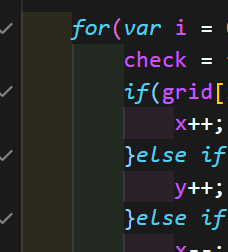 for(var i =
check =
if(grid[
x++;
}else if
y++;
}else if
x--;